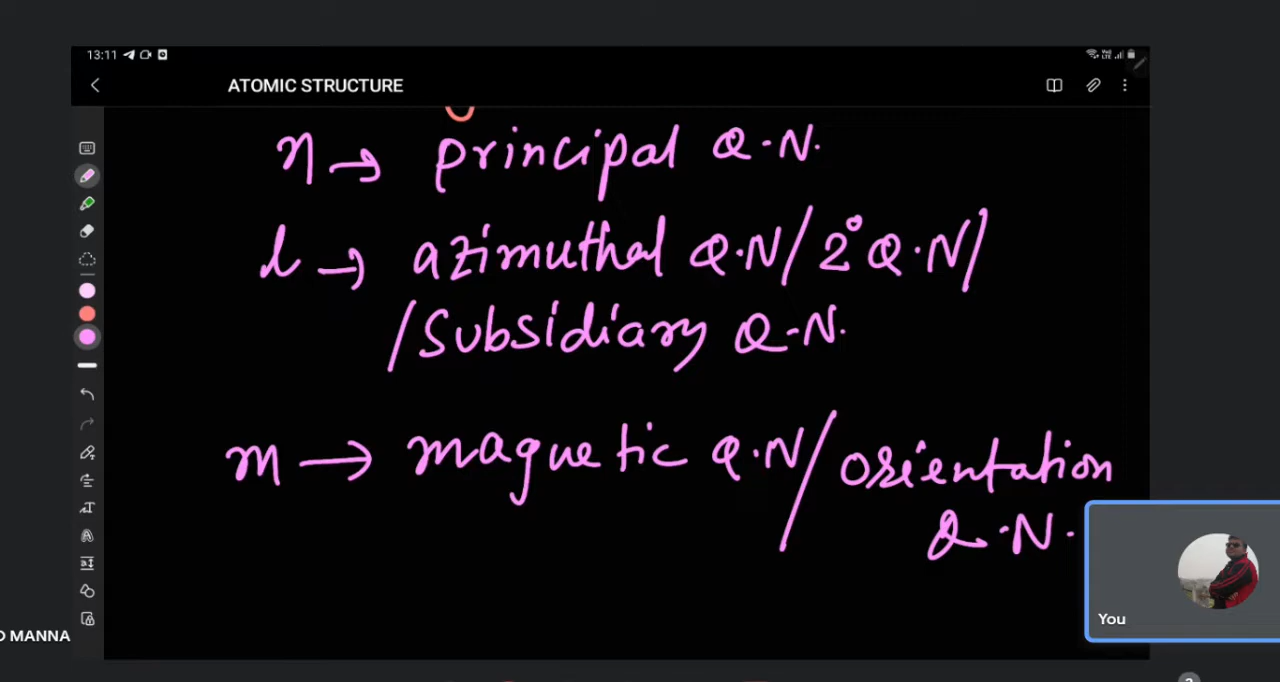 13:11
ATOMIC STRUCTURE
n → principal Q.N.
l → azimuthal Q.N/2° Q.N/
/Subsidiary Q.N.
m → magnetic Q.N/orientation
Q.N.
You
MANNA